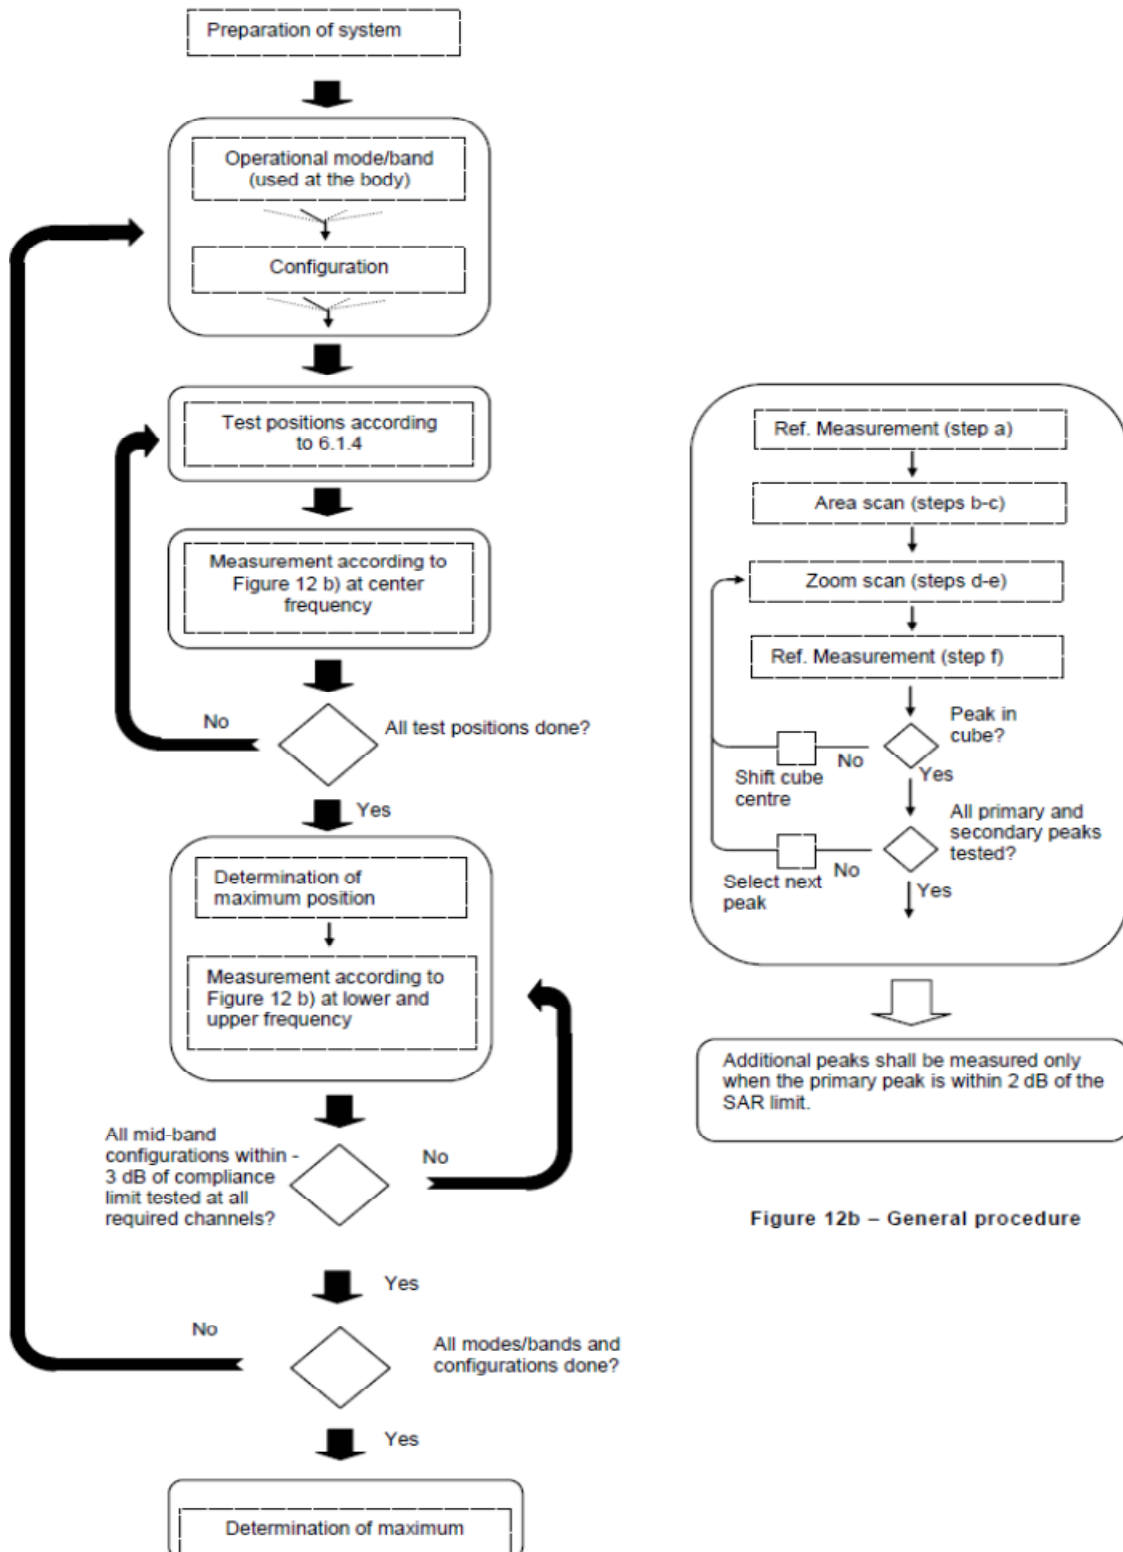 Preparation of system
Operational mode/band
(used at the body)
Configuration
Test positions according
to 6.1.4
Measurement according to
Figure 12 b) at center
frequency
No
All test positions done?
Yes
Determination of
maximum position
Measurement according to
Figure 12 b) at lower and
upper frequency
All mid-band
configurations within -
3 dB of compliance
limit tested at all
required channels?
No
Yes
No
All modes/bands and
configurations done?
Yes
Determination of maximum
Ref. Measurement (step a)
Area scan (steps b-c)
Zoom scan (steps d-e)
Ref. Measurement (step f)
Peak in
cube?
No
Shift cube
centre
Yes
All primary and
secondary peaks
tested?
No
Select next
peak
Yes
Additional peaks shall be measured only
when the primary peak is within 2 dB of the
SAR limit.
Figure 12b – General procedure